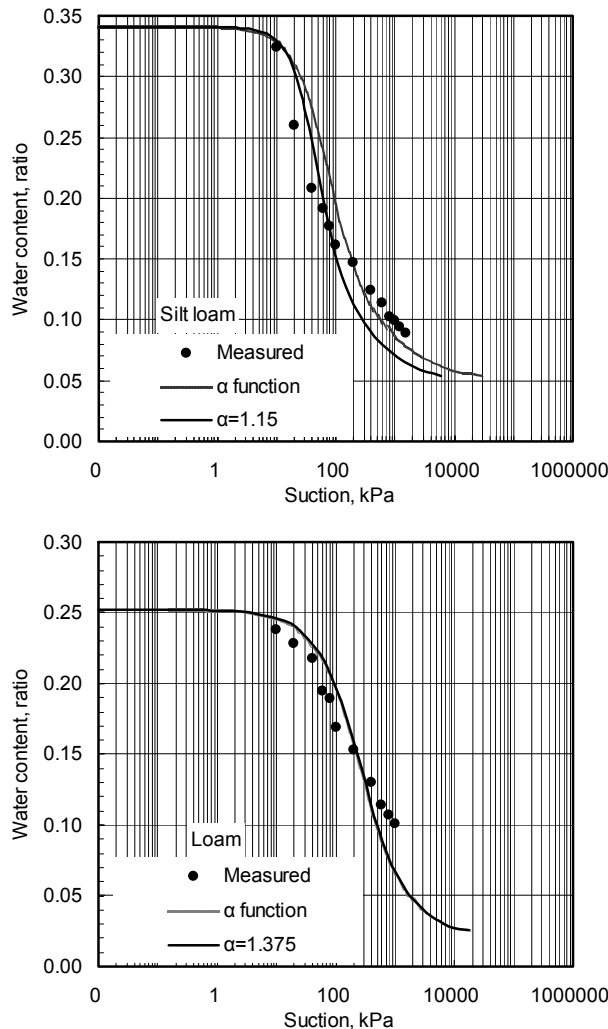 0.35
0.30
0.25
0.20
0.15
0.10
0.05
0.00
Water content, ratio
Silt loam
Measured
α function
α=1.15
0 1 100 10000 1000000
Suction, kPa
0.30
0.25
0.20
0.15
0.10
0.05
0.00
Water content, ratio
Loam
Measured
α function
α=1.375
0 1 100 10000 1000000
Suction, kPa